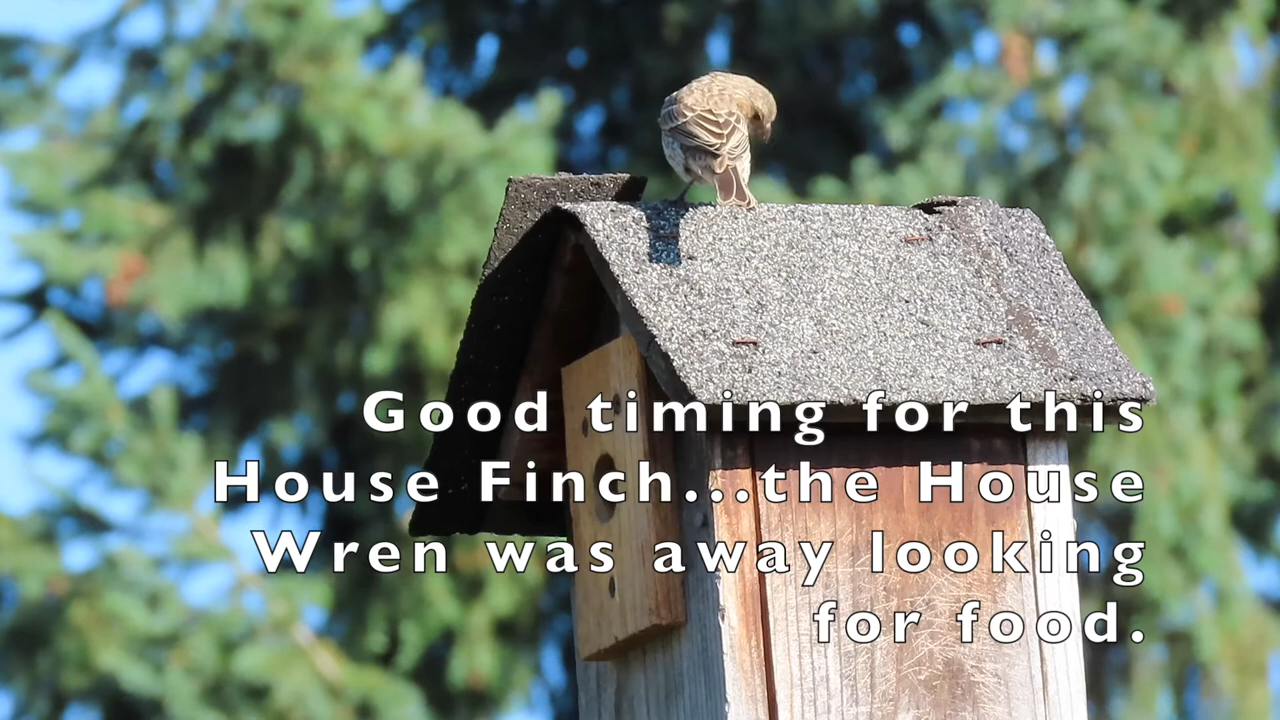 Good timing for this
House Finch...the House
Wren was away looking
for food.